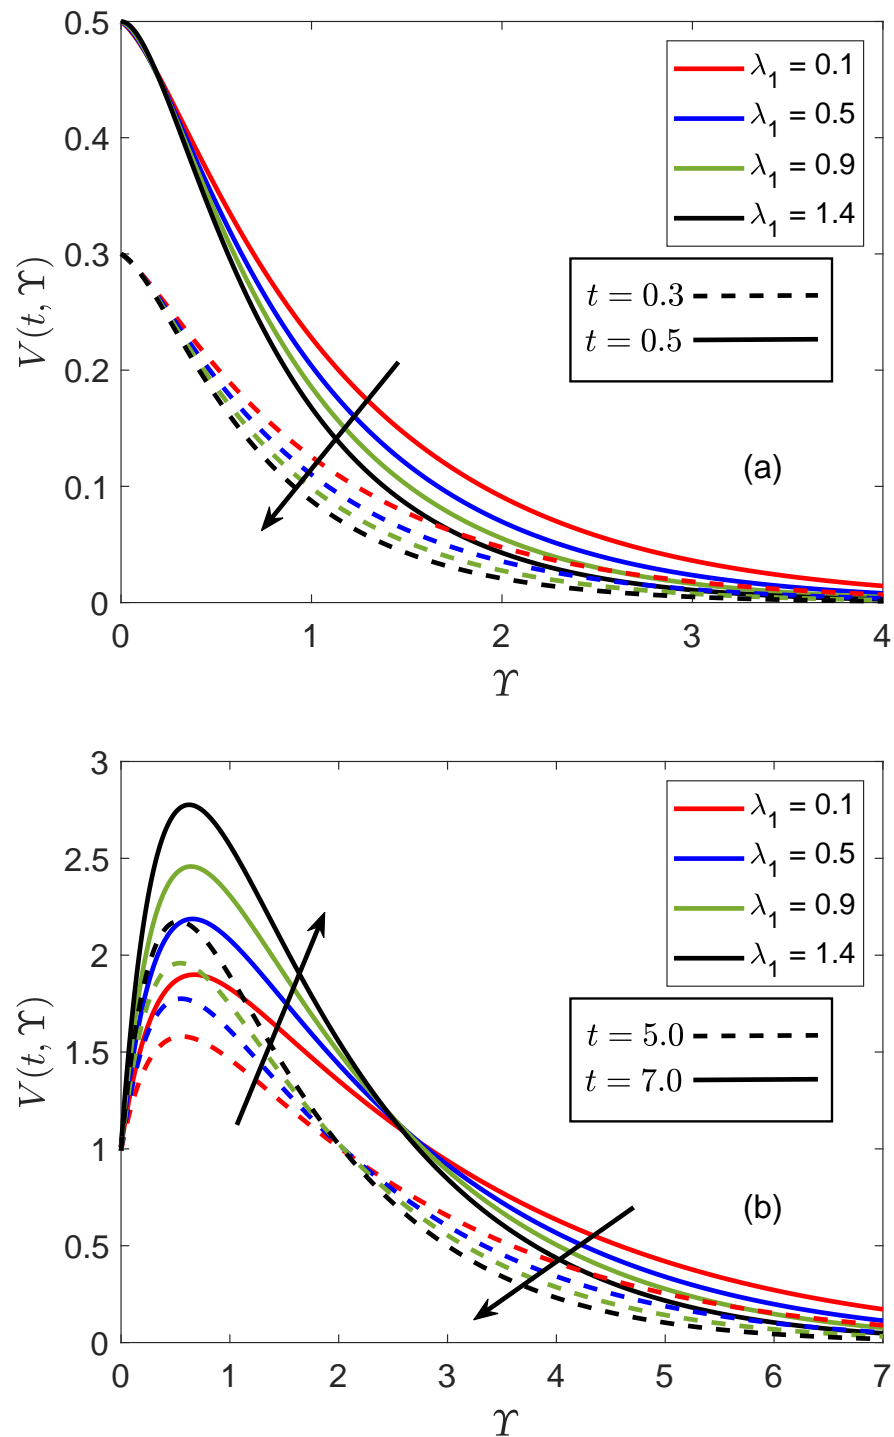 0.5
0.4
0.3
0.2
0.1
0
V(t, ϒ)
λ₁ = 0.1
λ₁ = 0.5
λ₁ = 0.9
λ₁ = 1.4
t = 0.3
t = 0.5
(a)
0 1 2 3 4
ϒ
3
2.5
2
1.5
1
0.5
0
V(t, ϒ)
λ₁ = 0.1
λ₁ = 0.5
λ₁ = 0.9
λ₁ = 1.4
t = 5.0
t = 7.0
(b)
0 1 2 3 4 5 6 7
ϒ